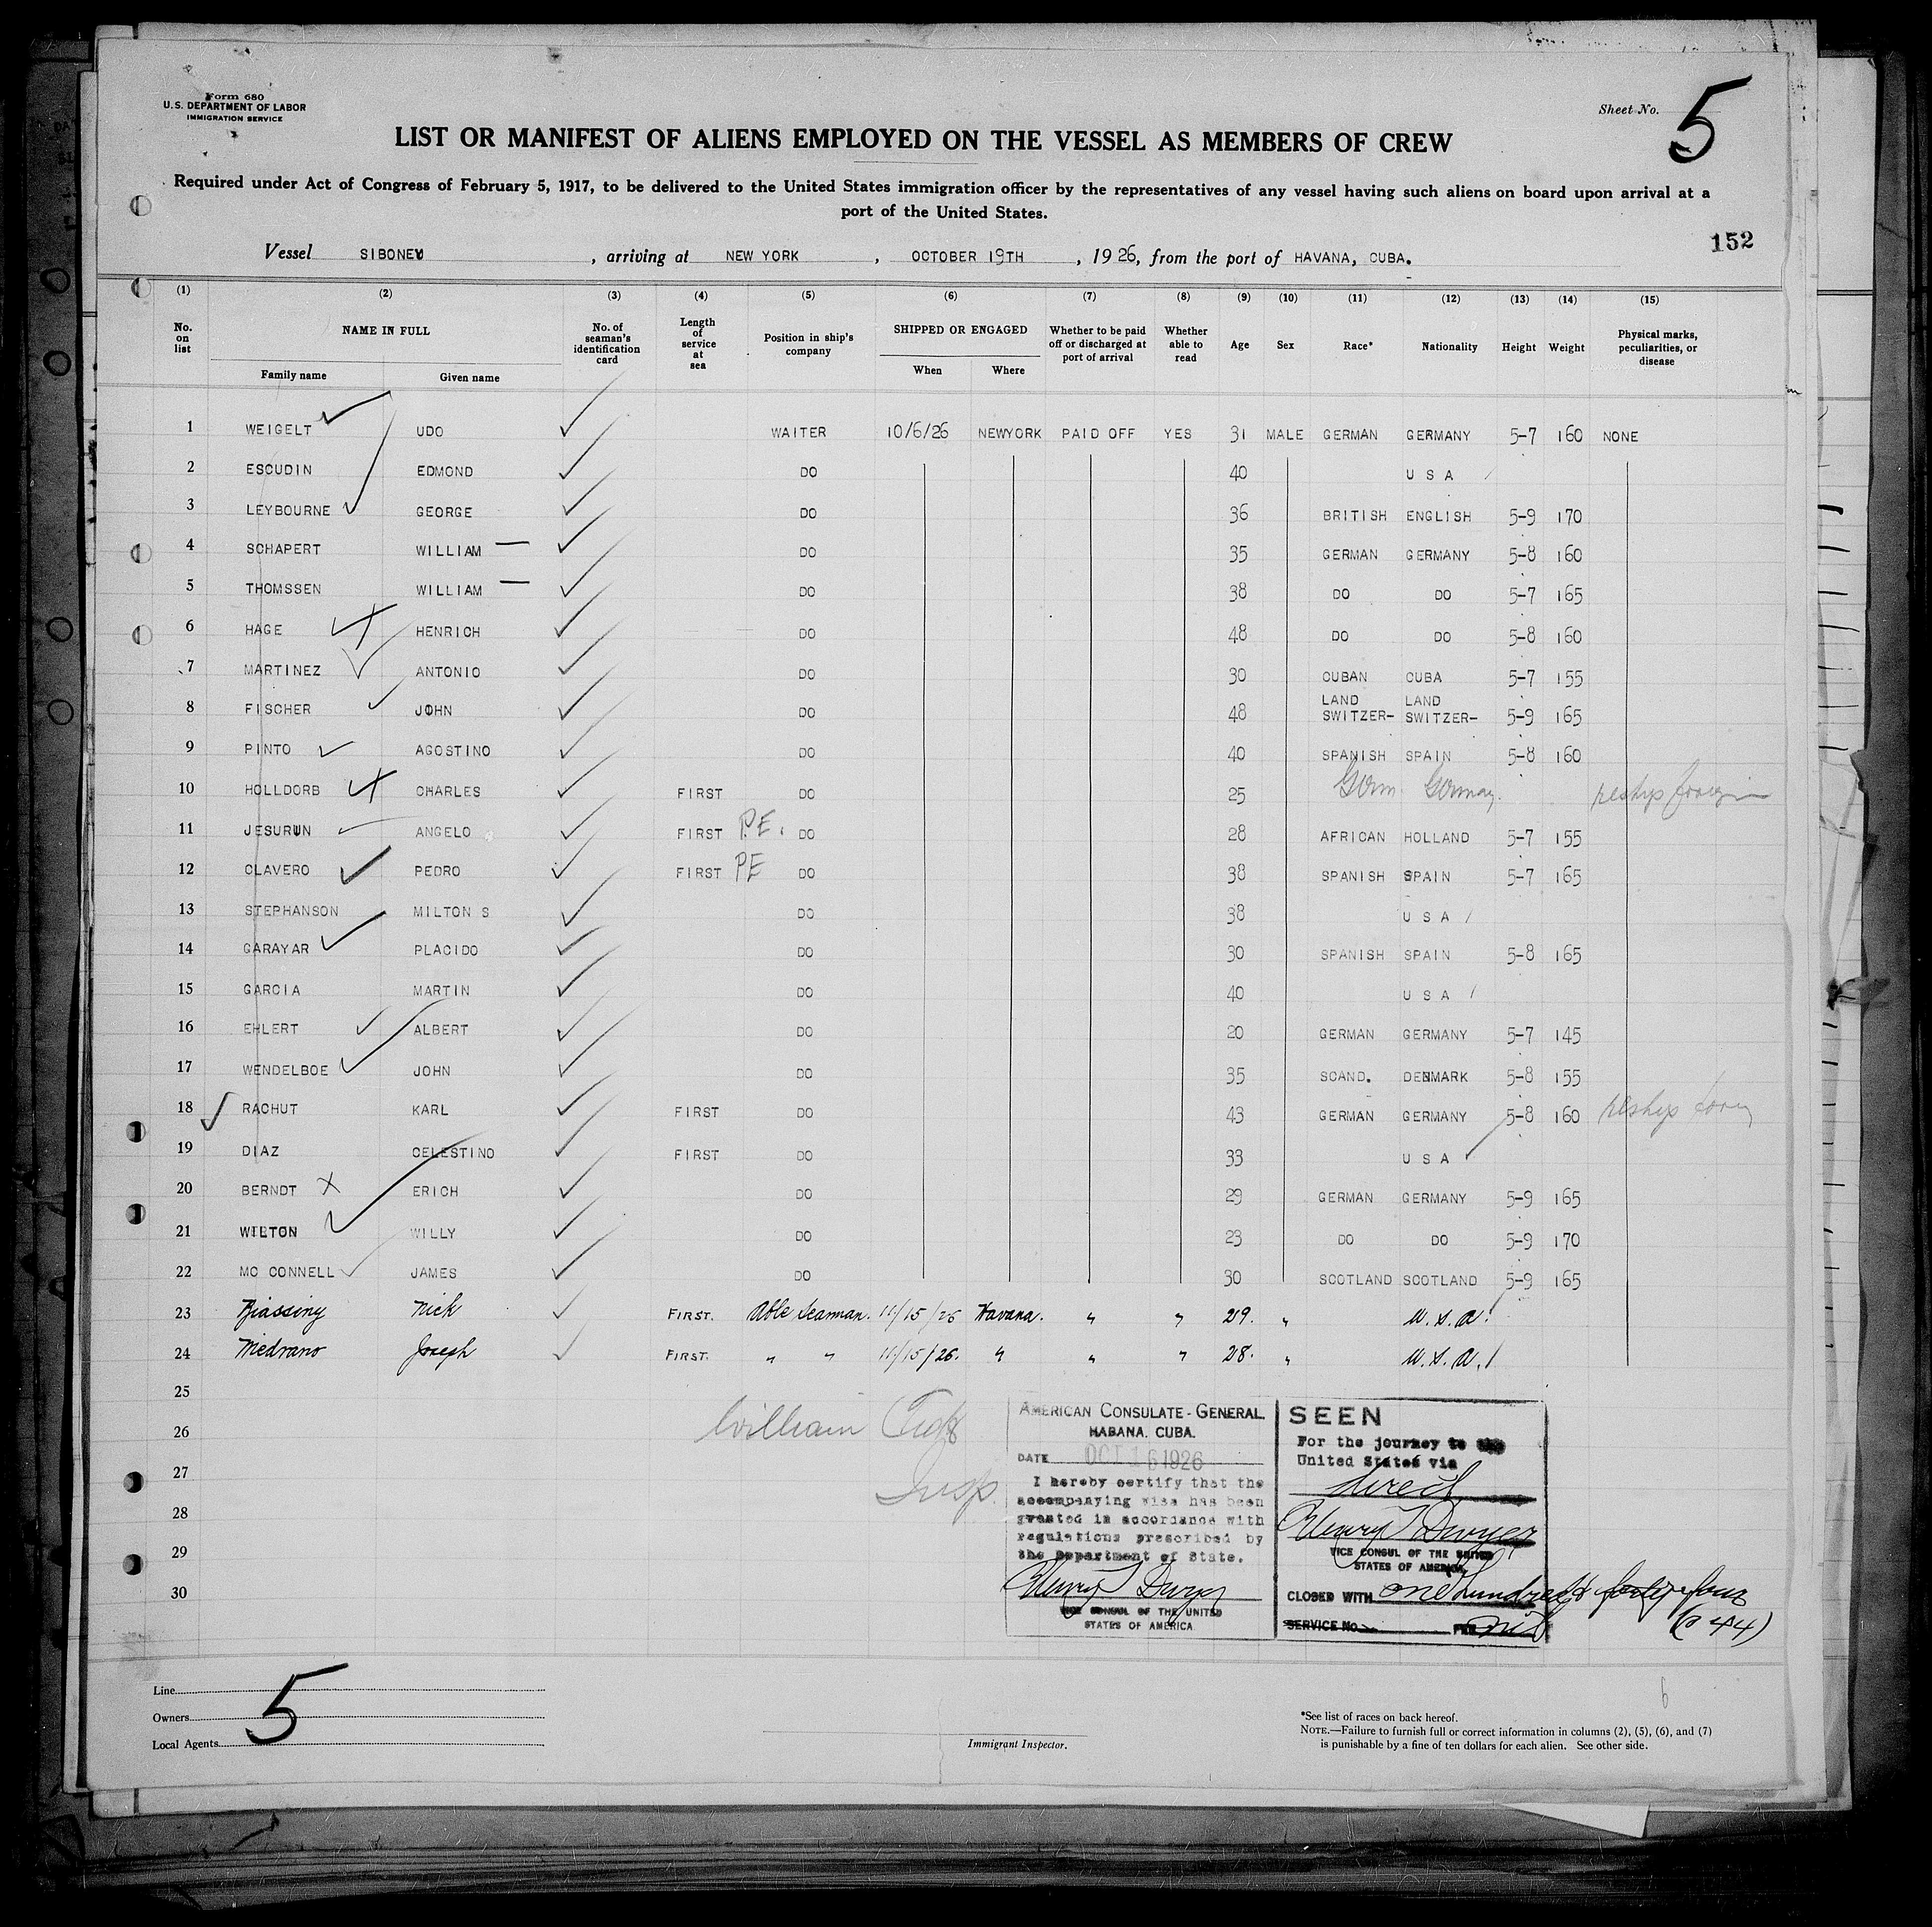 Form 680
U.S. DEPARTMENT OF LABOR
IMMIGRATION SERVICE
Sheet No. 5
LIST OR MANIFEST OF ALIENS EMPLOYED ON THE VESSEL AS MEMBERS OF CREW
Required under Act of Congress of February 5, 1917, to be delivered to the United States immigration officer by the representatives of any vessel having such aliens on board upon arrival at a
port of the United States.
152
Vessel SIBONEY, arriving at NEW YORK, OCTOBER 19TH, 1926, from the port of HAVANA, CUBA.
(1) (2) (3) (4) (5) (6) (7) (8) (9) (10) (11) (12) (13) (14) (15)
No. on list NAME IN FULL Family name Given name No. of seaman's identification card Length of service at sea Position in ship's company SHIPPED OR ENGAGED When Where Whether to be paid off or discharged at port of arrival Whether able to read Age Sex Race* Nationality Height Weight Physical marks, peculiarities, or disease
1 WEIGELT UDO WAITER 10/6/26 NEWYORK PAID OFF YES 31 MALE GERMAN GERMANY 5-7 160 NONE
2 ESCUDIN EDMOND DO 40 U S A
3 LEYBOURNE GEORGE DO 36 BRITISH ENGLISH 5-9 170
4 SCHAPERT WILLIAM DO 35 GERMAN GERMANY 5-8 160
5 THOMSSEN WILLIAM DO 38 DO DO 5-7 165
6 HAGE HENRICH DO 48 DO DO 5-8 160
7 MARTINEZ ANTONIO DO 30 CUBAN CUBA 5-7 155
8 FISCHER JOHN DO 48 LAND SWITZER- LAND SWITZER- 5-9 165
9 PINTO AGOSTINO DO 40 SPANISH SPAIN 5-8 160
10 HOLLDORB CHARLES FIRST DO 25 Germ Germany. reships foreign
11 JESURUN ANGELO FIRST P.E. DO 28 AFRICAN HOLLAND 5-7 155
12 CLAVERO PEDRO FIRST PE DO 38 SPANISH SPAIN 5-7 165
13 STEPHANSON MILTON S DO 38 U S A
14 GARAYAR PLACIDO DO 30 SPANISH SPAIN 5-8 165
15 GARCIA MARTIN DO 40 U S A
16 EHLERT ALBERT DO 20 GERMAN GERMANY 5-7 145
17 WENDELBOE JOHN DO 35 SCAND. DENMARK 5-8 155
18 RACHUT KARL FIRST DO 43 GERMAN GERMANY 5-8 160 reships
19 DIAZ CELESTINO FIRST DO 33 U S A
20 BERNDT ERICH DO 29 GERMAN GERMANY 5-9 165
21 WILTON WILLY DO 23 DO DO 5-9 170
22 MC CONNELL JAMES DO 30 SCOTLAND SCOTLAND 5-9 165
23 Nick FIRST. Able Seaman. 10/15/26 Havana. " " 29. " U.S.A.
24 Medrano Joseph FIRST. " " 10/15/26. " " " 28. " U.S.A.
25
26
27
28
29
30
William
Insp.
AMERICAN CONSULATE-GENERAL
HABANA, CUBA.
DATE OCT 16 1926
I hereby certify that the
accompanying visa has been
granted in accordance with
regulations prescribed by
the Department of State.
Henry T Dwyer
VICE CONSUL OF THE UNITED
STATES OF AMERICA
SEEN
For the journey to the
United States via
direct
Henry T Dwyer
VICE CONSUL OF THE UNITED
STATES OF AMERICA
CLOSED WITH one hundred & forty four
(144)
SERVICE No. FEE nil
Line
Owners
Local Agents
5
Immigrant Inspector.
6
*See list of races on back hereof.
NOTE.—Failure to furnish full or correct information in columns (2), (5), (6), and (7)
is punishable by a fine of ten dollars for each alien. See other side.